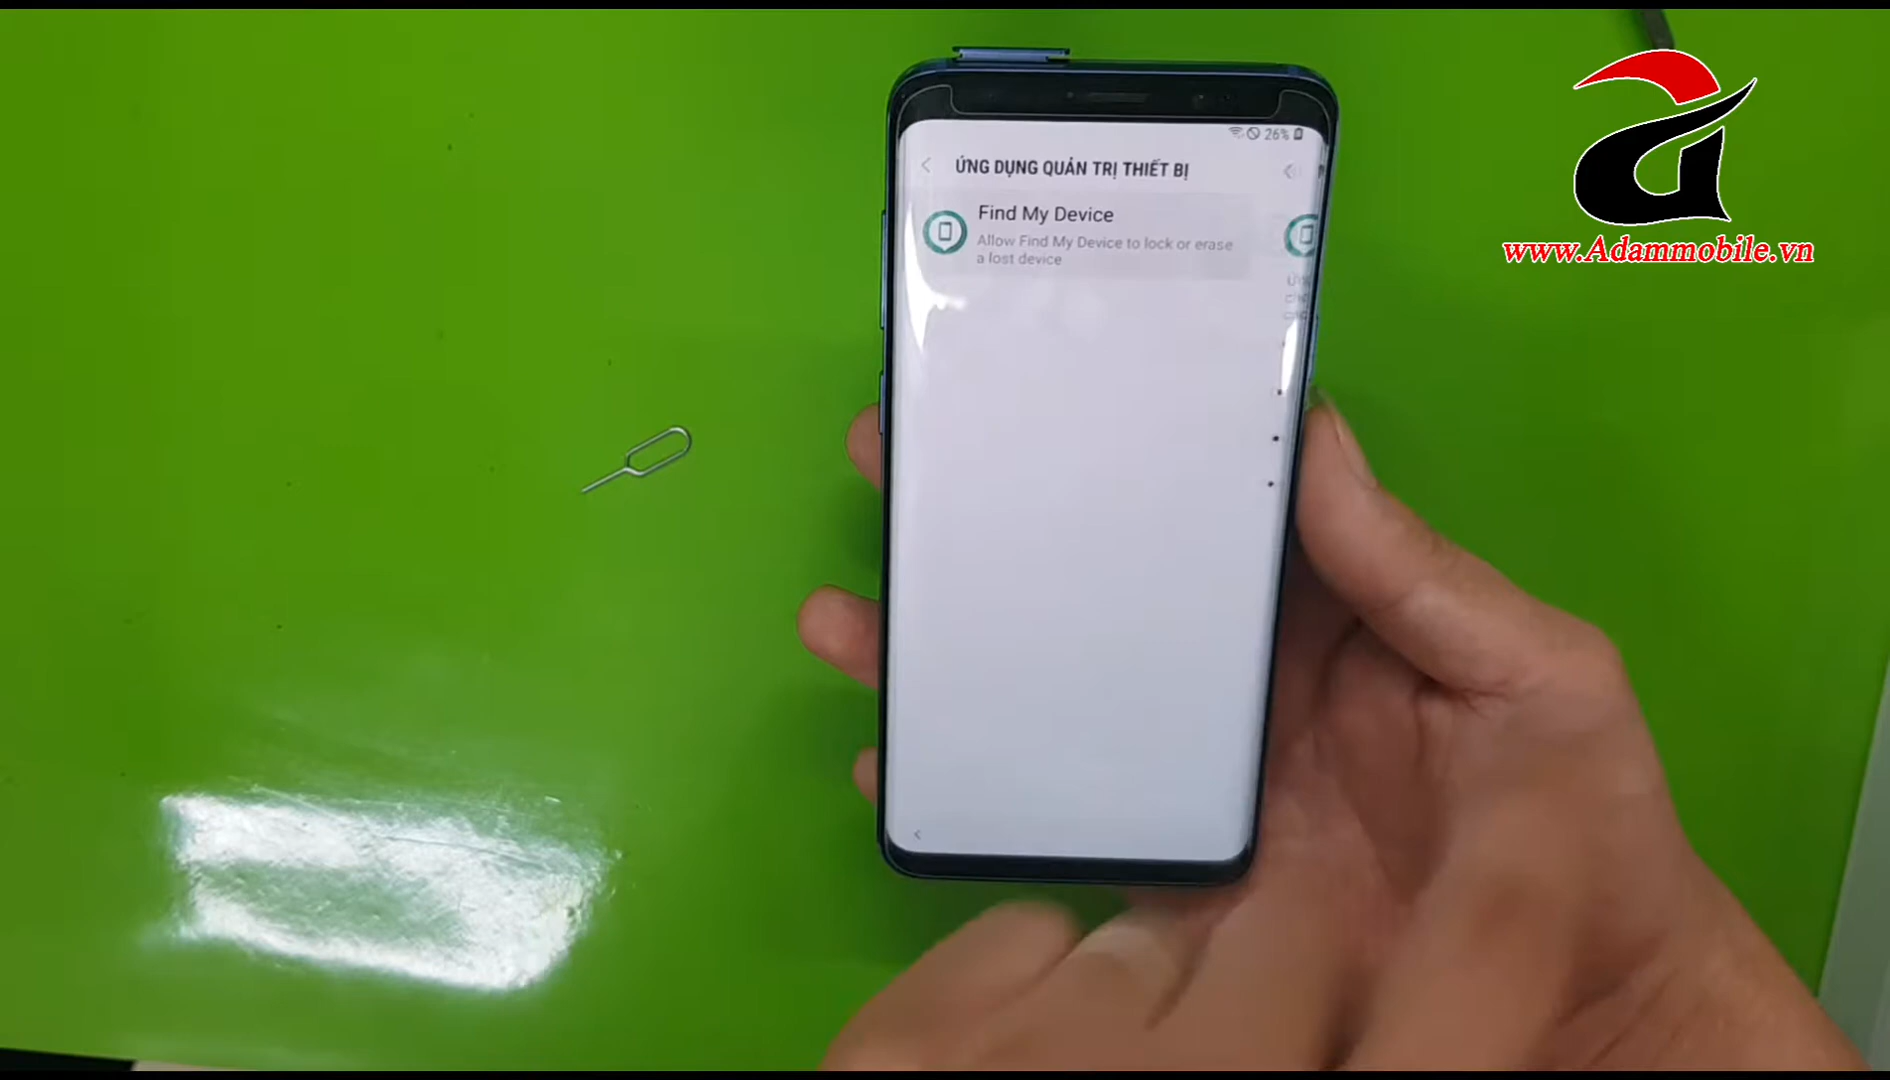 26%
ỨNG DỤNG QUẢN TRỊ THIẾT BỊ
Find My Device
Allow Find My Device to lock or erase
a lost device
www.Adammobile.vn